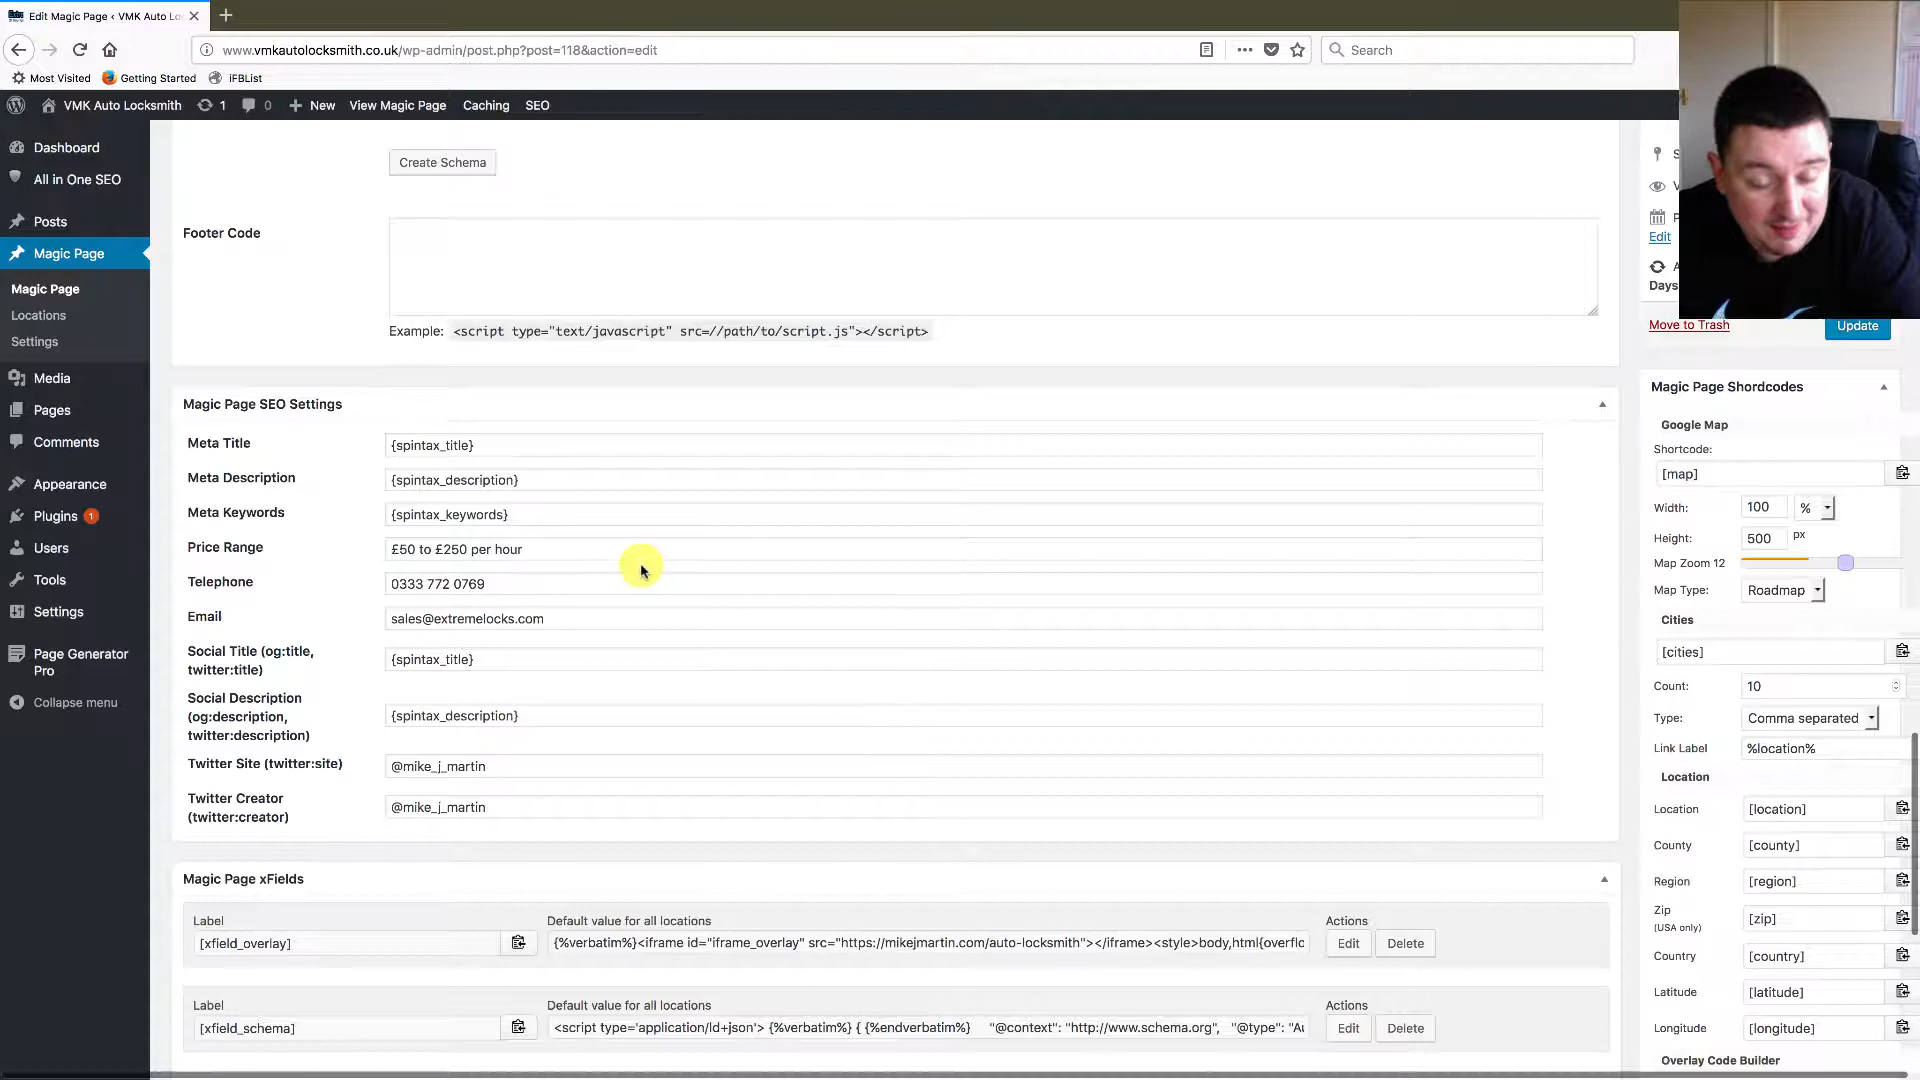 Edit Magic Page ‹ VMK Auto Lo
www.vmkautolocksmith.co.uk/wp-admin/post.php?post=118&action=edit
Search
Most Visited
Getting Started
iFBList
VMK Auto Locksmith
1
0
New
View Magic Page
Caching
SEO
Dashboard
All in One SEO
Posts
Magic Page
Magic Page
Locations
Settings
Media
Pages
Comments
Appearance
Plugins 1
Users
Tools
Settings
Page Generator
Pro
Collapse menu
Create Schema
Footer Code
Example: <script type="text/javascript" src=//path/to/script.js"></script>
Magic Page SEO Settings
Meta Title
{spintax_title}
Meta Description
{spintax_description}
Meta Keywords
{spintax_keywords}
Price Range
£50 to £250 per hour
Telephone
0333 772 0769
Email
sales@extremelocks.com
Social Title (og:title,
twitter:title)
{spintax_title}
Social Description
(og:description,
twitter:description)
{spintax_description}
Twitter Site (twitter:site)
@mike_j_martin
Twitter Creator
(twitter:creator)
@mike_j_martin
Magic Page xFields
Label
Default value for all locations
Actions
[xfield_overlay]
{%verbatim%}<iframe id="iframe_overlay" src="https://mikejmartin.com/auto-locksmith"></iframe><style>body,html{overflo
Edit
Delete
Label
Default value for all locations
Actions
[xfield_schema]
<script type='application/ld+json'> {%verbatim%} { {%endverbatim%} "@context": "http://www.schema.org", "@type": "Au
Edit
Delete
Edit
Days
Move to Trash
Update
Magic Page Shordcodes
Google Map
Shortcode:
[map]
Width:
100
%
Height:
500
px
Map Zoom 12
Map Type:
Roadmap
Cities
[cities]
Count:
10
Type:
Comma separated
Link Label
%location%
Location
Location
[location]
County
[county]
Region
[region]
Zip
(USA only)
[zip]
Country
[country]
Latitude
[latitude]
Longitude
[longitude]
Overlay Code Builder